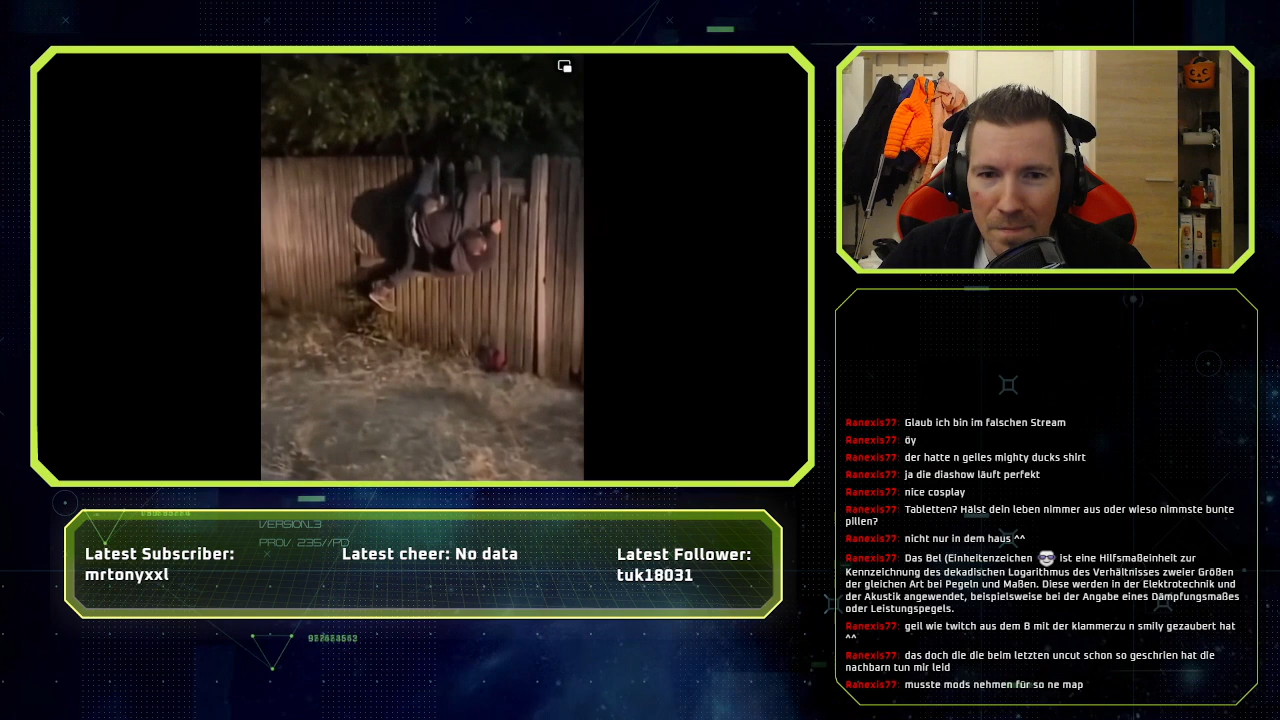 VERSION1.3
PROV 235//PD
Latest Subscriber:
mrtonyxxl
Latest cheer: No data
Latest Follower:
tuk18031
Ranexis77: Glaub ich bin im falschen Stream
Ranexis77: öy
Ranexis77: der hatte n geiles mighty ducks shirt
Ranexis77: ja die diashow läuft perfekt
Ranexis77: nice cosplay
Ranexis77: Tabletten? Hälst dein leben nimmer aus oder wieso nimmste bunte
pillen?
Ranexis77: nicht nur in dem haus ^^
Ranexis77: Das Bel (Einheitenzeichen ist eine Hilfsmaßeinheit zur
Kennzeichnung des dekadischen Logarithmus des Verhältnisses zweier Größen
der gleichen Art bei Pegeln und Maßen. Diese werden in der Elektrotechnik und
der Akustik angewendet, beispielsweise bei der Angabe eines Dämpfungsmaßes
oder Leistungspegels.
Ranexis77: gell wie twitch aus dem B mit der klammerzu n smily gezaubert hat
^^
Ranexis77: das doch die die beim letzten uncut schon so geschrien hat die
nachbarn tun mir leid
Ranexis77: musste mods nehmen für so ne map